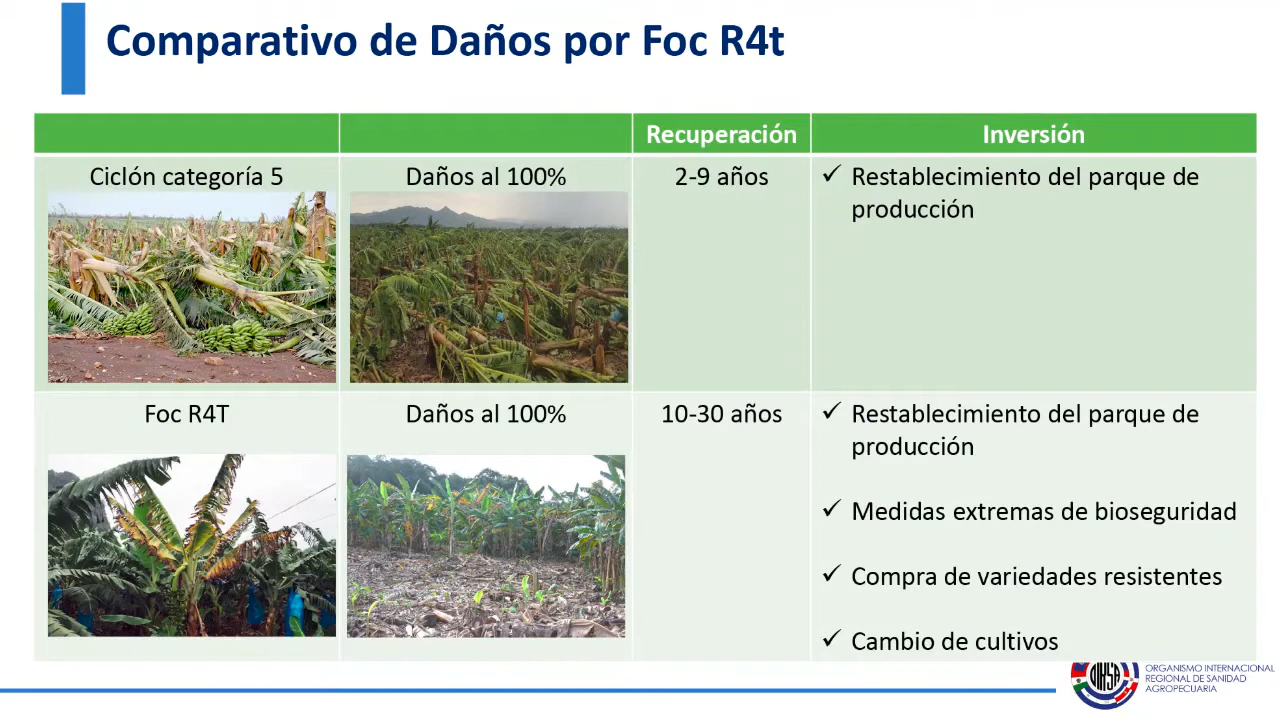 Comparativo de Daños por Foc R4t
Recuperación
Inversión
Ciclón categoría 5
Daños al 100%
2-9 años
✓ Restablecimiento del parque de
producción
Foc R4T
Daños al 100%
10-30 años
✓ Restablecimiento del parque de
producción
✓ Medidas extremas de bioseguridad
✓ Compra de variedades resistentes
✓ Cambio de cultivos
OIRSA
ORGANISMO INTERNACIONAL
REGIONAL DE SANIDAD
AGROPECUARIA